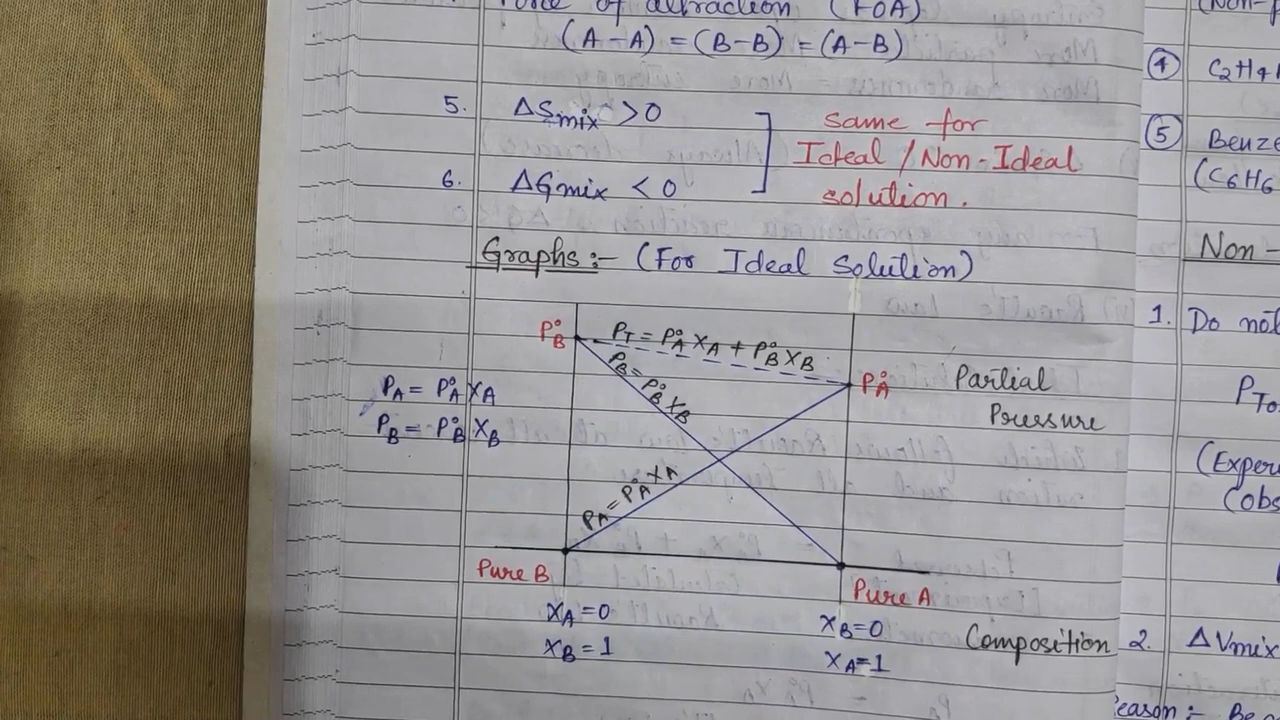 Force of attraction (FOA)
(A-A) = (B-B) = (A-B)
5. ΔSmix > 0
6. ΔGmix < 0
same for
Ideal / Non-Ideal
solution.
Graphs:- (For Ideal Solution)
P°B
PT = P°A XA + P°B XB
PB = P°B XB
P°A
Partial
Pressure
PA = P°A XA
PB = P°B XB
PA = P°A XA
Pure B
Pure A
XA = 0
XB = 1
XB = 0
XA = 1
Composition
(Non-
4 C2H4
5 Benze
(C6H6
Non -
1. Do not
PTo
(Exper
(obs
2. ΔVmix
eason :- Be